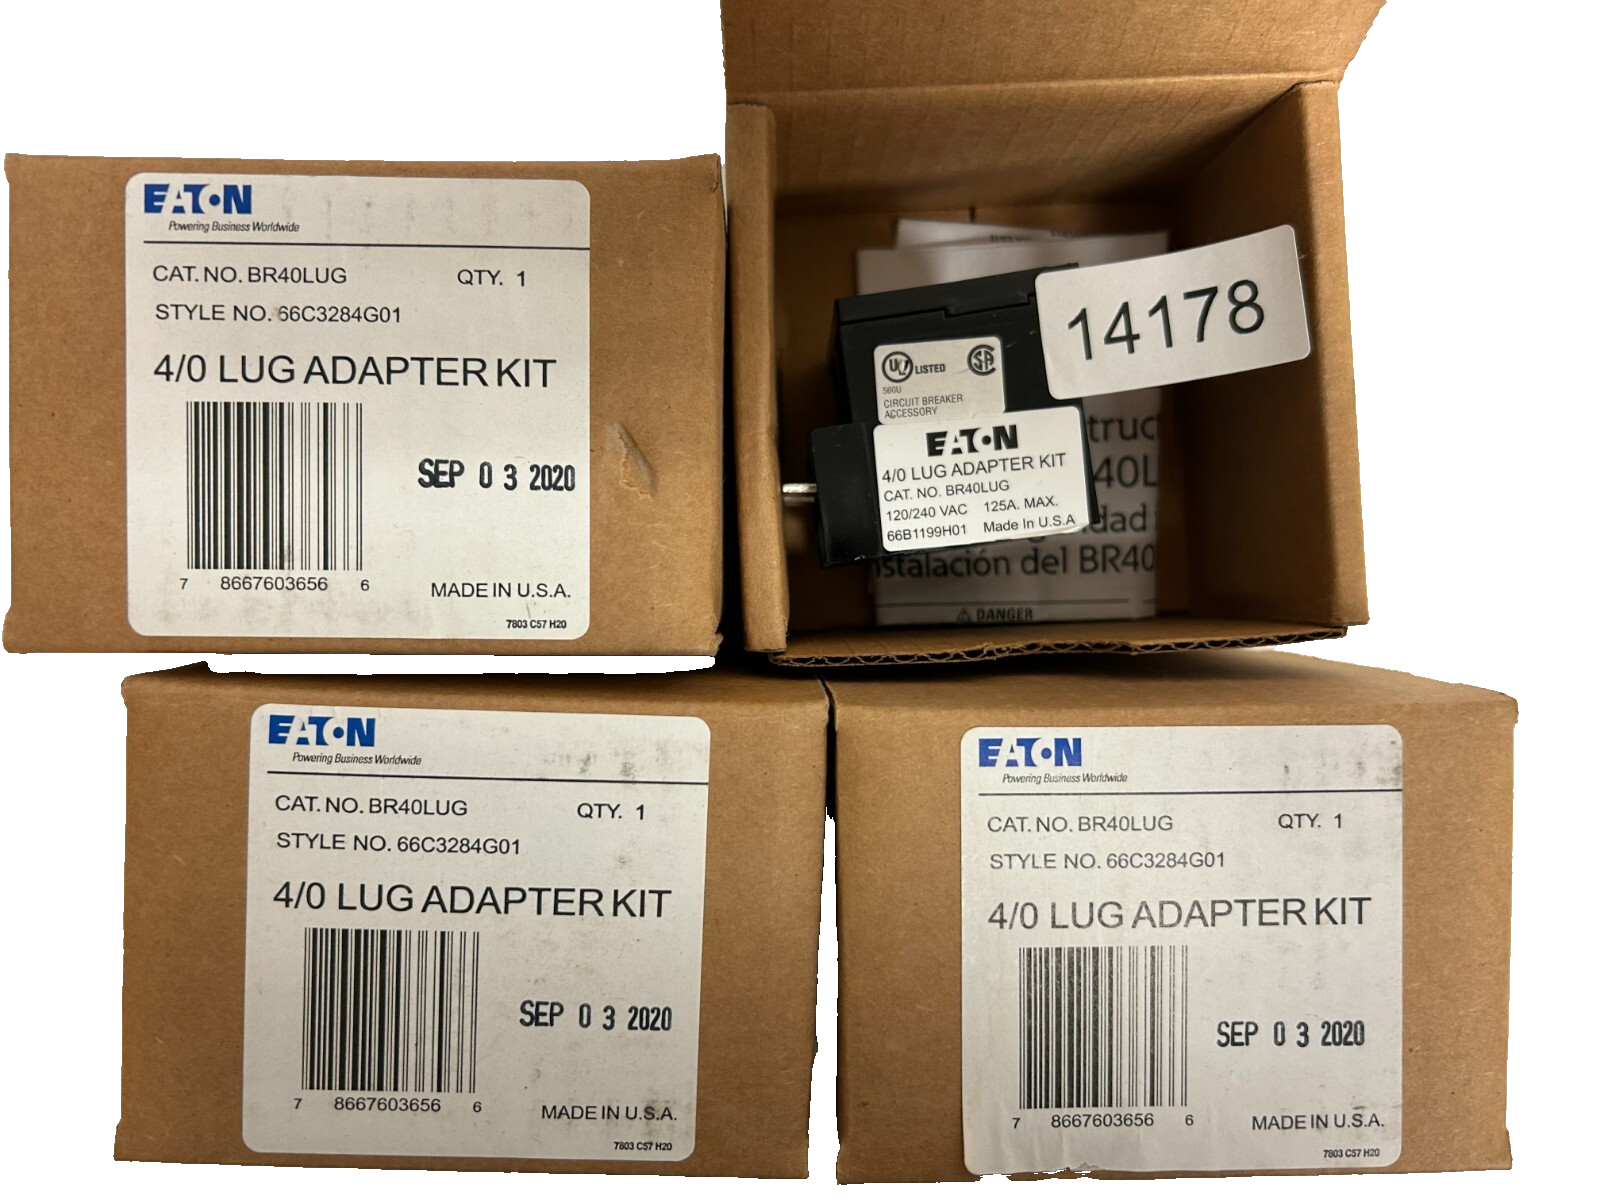 EATON
Powering Business Worldwide
CAT. NO. BR40LUG QTY. 1
STYLE NO. 66C3284G01
4/0 LUG ADAPTER KIT
SEP 03 2020
7 8667603656 6
MADE IN U.S.A.
7803 C57 H20
14178
UL LISTED
560U
CIRCUIT BREAKER
ACCESSORY
EATON
4/0 LUG ADAPTER KIT
CAT. NO. BR40LUG
120/240 VAC 125A. MAX.
66B1199H01 Made In U.S.A
del BR40
⚠ DANGER
EATON
Powering Business Worldwide
CAT. NO. BR40LUG QTY. 1
STYLE NO. 66C3284G01
4/0 LUG ADAPTER KIT
SEP 03 2020
7 8667603656 6
MADE IN U.S.A.
7803 C57 H20
EATON
Powering Business Worldwide
CAT. NO. BR40LUG QTY. 1
STYLE NO. 66C3284G01
4/0 LUG ADAPTER KIT
SEP 03 2020
7 8667603656 6
MADE IN U.S.A.
7803 C57 H20